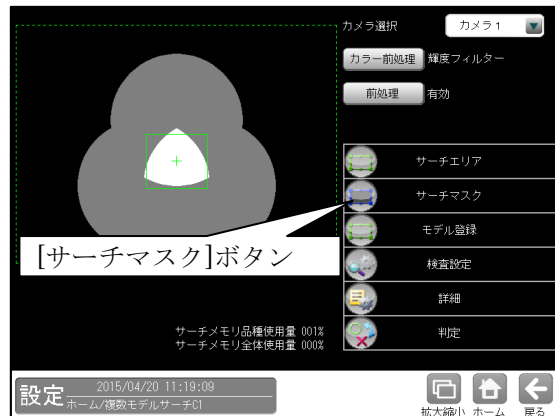 カメラ選択
カメラ1
カラー前処理
輝度フィルター
前処理
有効
サーチエリア
サーチマスク
モデル登録
[サーチマスク]ボタン
検査設定
詳細
判定
サーチメモリ品種使用量 001%
サーチメモリ全体使用量 000%
設定
2015/04/20 11:19:09
ホーム/複数モデルサーチC1
拡大縮小
ホーム
戻る